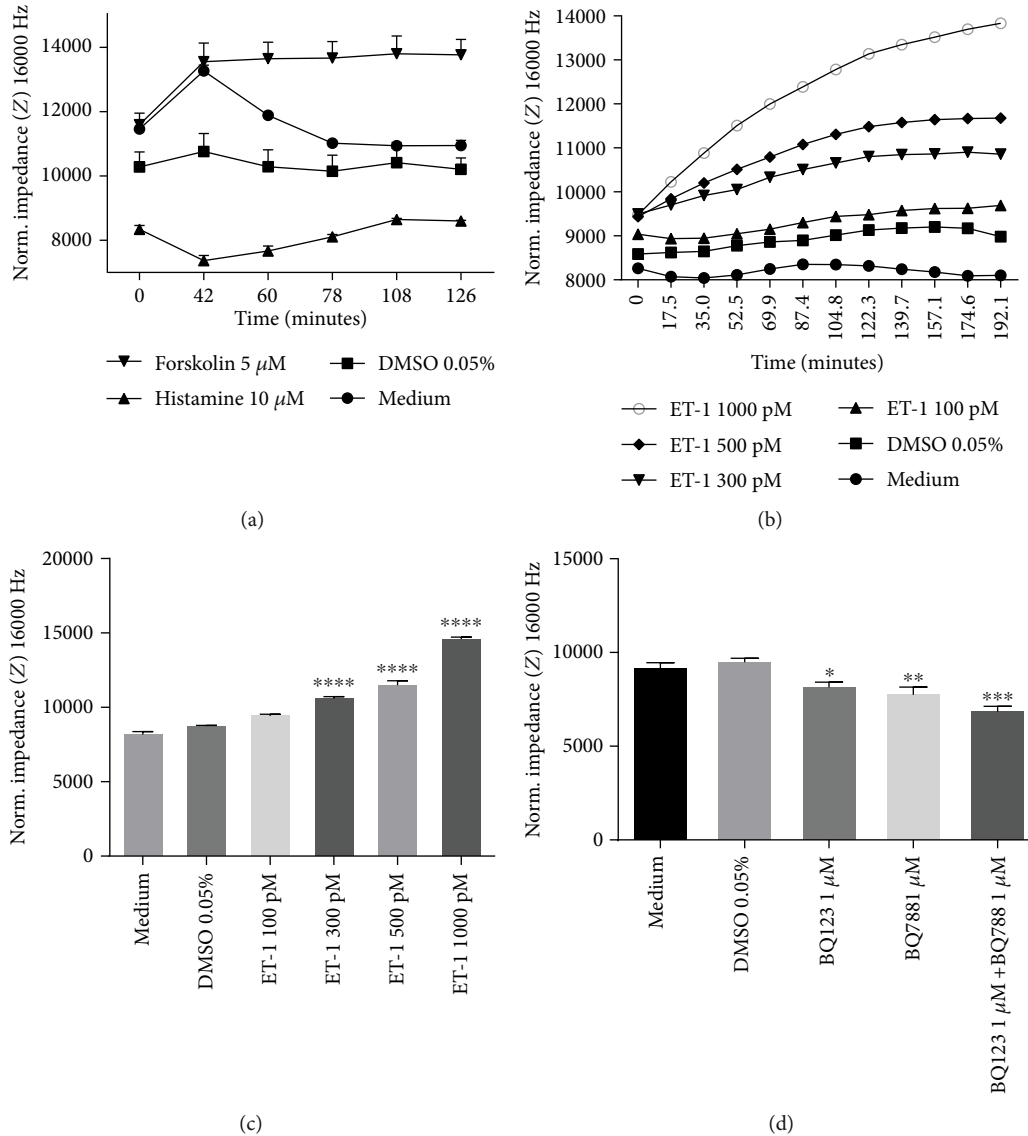 Norm. impedance (Z) 16000 Hz
14000
12000
10000
8000
0 42 60 78 108 126
Time (minutes)
Forskolin 5 μM
DMSO 0.05%
Histamine 10 μM
Medium
(a)
Norm. impedance (Z) 16000 Hz
14000
13000
12000
11000
10000
9000
8000
0
17.5
35.0
52.5
69.9
87.4
104.8
122.3
139.7
157.1
174.6
192.1
Time (minutes)
ET-1 1000 pM
ET-1 100 pM
ET-1 500 pM
DMSO 0.05%
ET-1 300 pM
Medium
(b)
Norm. impedance (Z) 16000 Hz
20000
15000
10000
5000
0
****
****
****
Medium
DMSO 0.05%
ET-1 100 pM
ET-1 300 pM
ET-1 500 pM
ET-1 1000 pM
(c)
Norm. impedance (Z) 16000 Hz
15000
10000
5000
0
*
**
***
Medium
DMSO 0.05%
BQ123 1 μM
BQ7881 μM
BQ123 1 μM +BQ788 1 μM
(d)